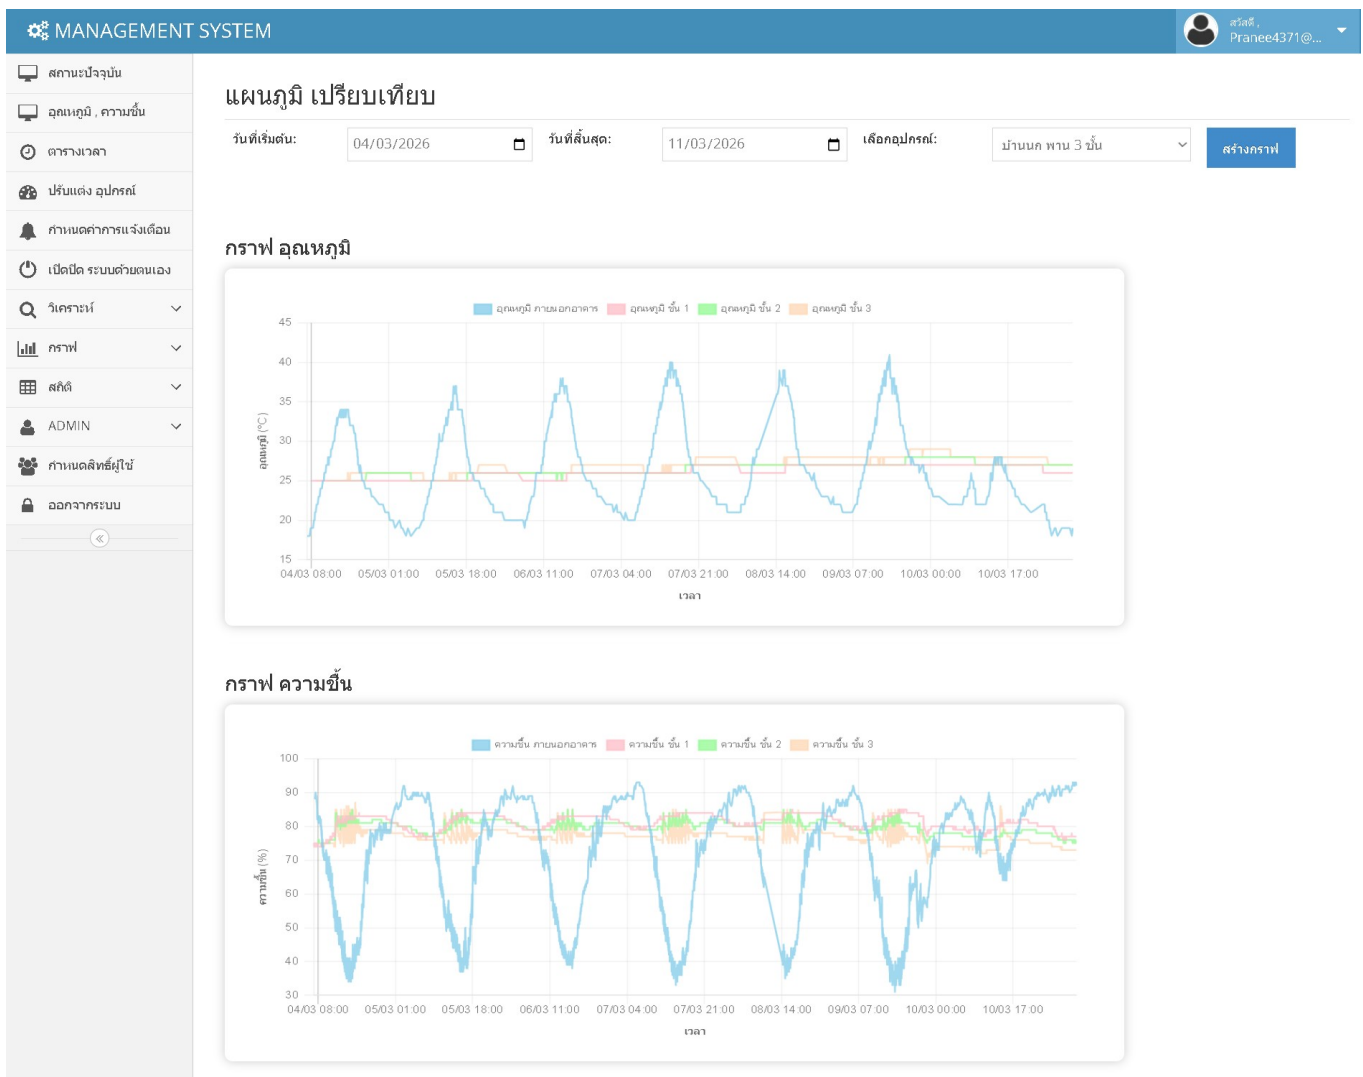 MANAGEMENT SYSTEM
สวัสดี ,
Pranee4371@...
สถานะปัจจุบัน
อุณหภูมิ , ความชื้น
ตารางเวลา
ปรับแต่ง อุปกรณ์
กำหนดค่าการแจ้งเตือน
เปิดปิด ระบบด้วยตนเอง
วิเคราะห์
กราฟ
สถิติ
ADMIN
กำหนดสิทธิ์ผู้ใช้
ออกจากระบบ
แผนภูมิ เปรียบเทียบ
วันที่เริ่มต้น: 04/03/2026 วันที่สิ้นสุด: 11/03/2026 เลือกอุปกรณ์: บ้านนก พาน 3 ชั้น สร้างกราฟ
กราฟ อุณหภูมิ
อุณหภูมิ ภายนอกอาคาร อุณหภูมิ ชั้น 1 อุณหภูมิ ชั้น 2 อุณหภูมิ ชั้น 3
45
40
35
30
25
20
15
อุณหภูมิ (°C)
04/03 08:00 05/03 01:00 05/03 18:00 06/03 11:00 07/03 04:00 07/03 21:00 08/03 14:00 09/03 07:00 10/03 00:00 10/03 17:00
เวลา
กราฟ ความชื้น
ความชื้น ภายนอกอาคาร ความชื้น ชั้น 1 ความชื้น ชั้น 2 ความชื้น ชั้น 3
100
90
80
70
60
50
40
30
ความชื้น (%)
04/03 08:00 05/03 01:00 05/03 18:00 06/03 11:00 07/03 04:00 07/03 21:00 08/03 14:00 09/03 07:00 10/03 00:00 10/03 17:00
เวลา